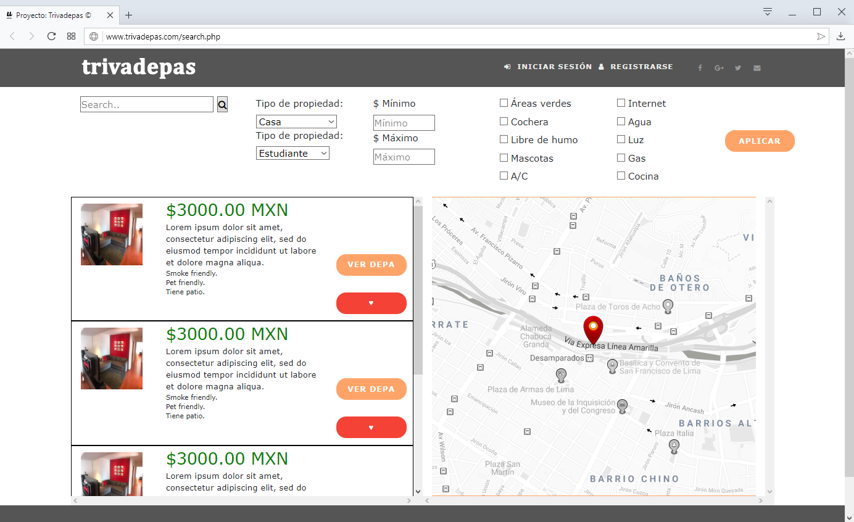 Proyecto: Trivadepas ©
www.trivadepas.com/search.php
trivadepas
INICIAR SESIÓN
REGISTRARSE
Search..
Tipo de propiedad:
Casa
Tipo de propiedad:
Estudiante
$ Mínimo
Mínimo
$ Máximo
Máximo
Áreas verdes
Cochera
Libre de humo
Mascotas
A/C
Internet
Agua
Luz
Gas
Cocina
APLICAR
$3000.00 MXN
Lorem ipsum dolor sit amet,
consectetur adipiscing elit, sed do
eiusmod tempor incididunt ut labore
et dolore magna aliqua.
Smoke friendly.
Pet friendly.
Tiene patio.
VER DEPA
$3000.00 MXN
Lorem ipsum dolor sit amet,
consectetur adipiscing elit, sed do
eiusmod tempor incididunt ut labore
et dolore magna aliqua.
Smoke friendly.
Pet friendly.
Tiene patio.
VER DEPA
$3000.00 MXN
Lorem ipsum dolor sit amet,
consectetur adipiscing elit, sed do
Los Próceres
Av. Francisco Pizarro
Jirón Virú
Trujillo
BAÑOS
DE OTERO
Plaza de Toros de Acho
RRATE
Alameda
Chabuca
Granda
Vía Expresa Línea Amarilla
Desamparados
Basílica y Convento de
San Francisco de Lima
Plaza de Armas de Lima
Museo de la Inquisición
y del Congreso
Jirón Ancash
BARRIOS ALT
Plaza Italia
Av Wilson
Plaza San
Martín
BARRIO CHINO